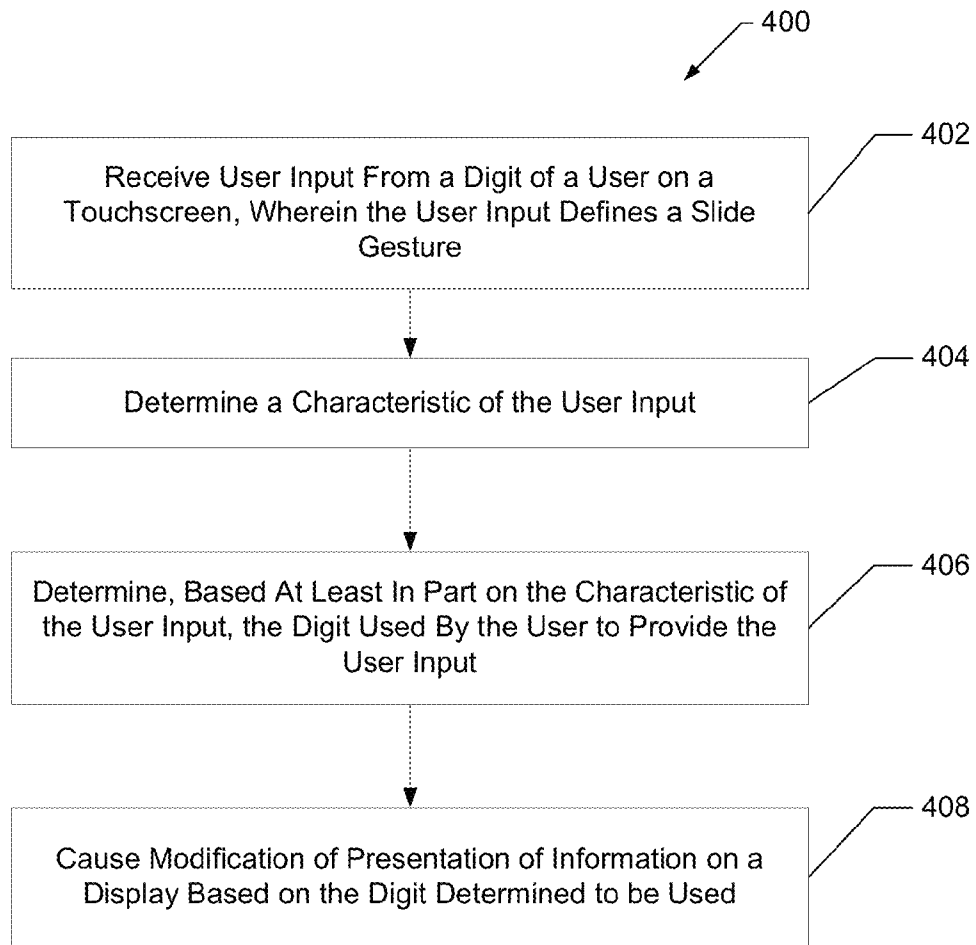 400
402
Receive User Input From a Digit of a User on a
Touchscreen, Wherein the User Input Defines a Slide
Gesture
404
Determine a Characteristic of the User Input
406
Determine, Based At Least In Part on the Characteristic of
the User Input, the Digit Used By the User to Provide the
User Input
408
Cause Modification of Presentation of Information on a
Display Based on the Digit Determined to be Used